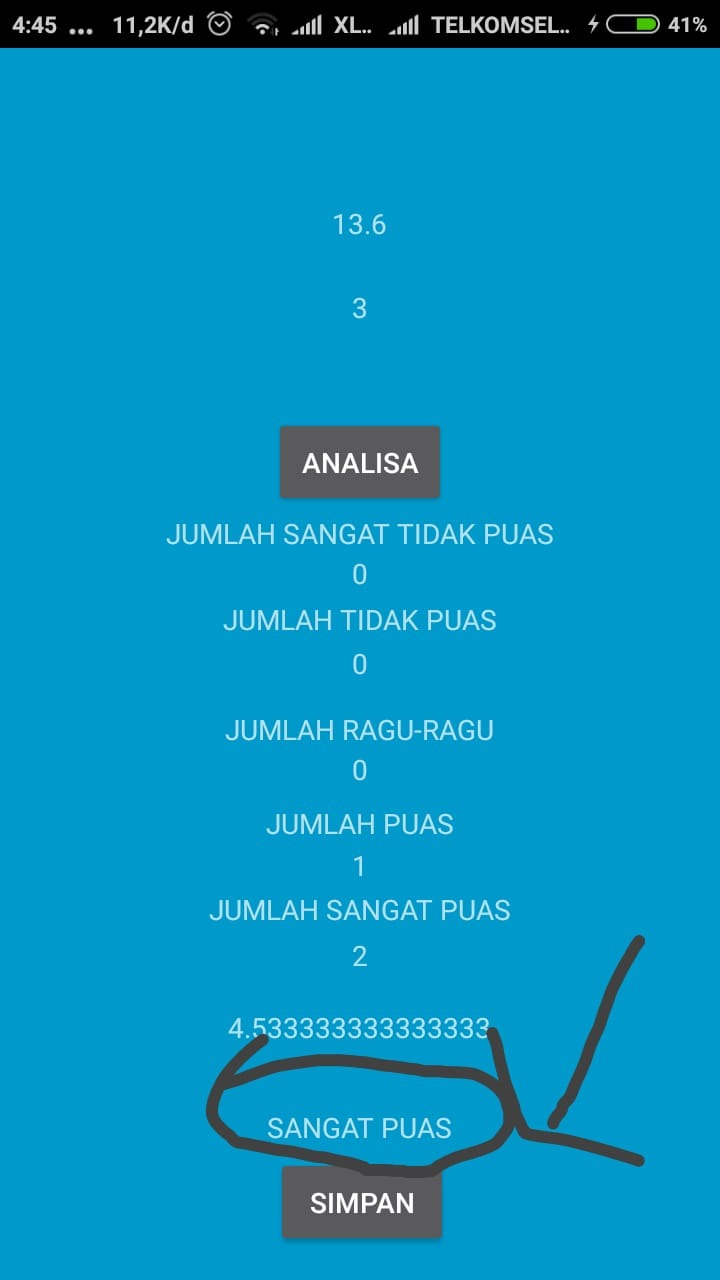 4:45 ... 11,2K/d XL.. TELKOMSEL.. 41%
13.6
3
ANALISA
JUMLAH SANGAT TIDAK PUAS
0
JUMLAH TIDAK PUAS
0
JUMLAH RAGU-RAGU
0
JUMLAH PUAS
1
JUMLAH SANGAT PUAS
2
4.533333333333333
SANGAT PUAS
SIMPAN